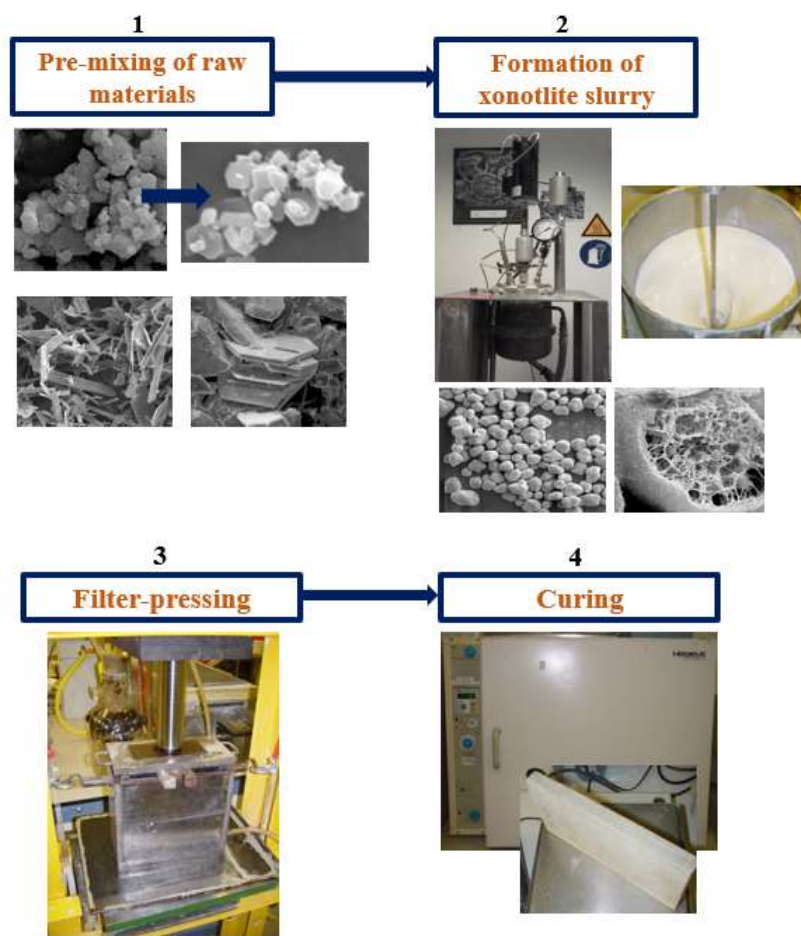 1
Pre-mixing of raw
materials
2
Formation of
xonotlite slurry
3
Filter-pressing
4
Curing